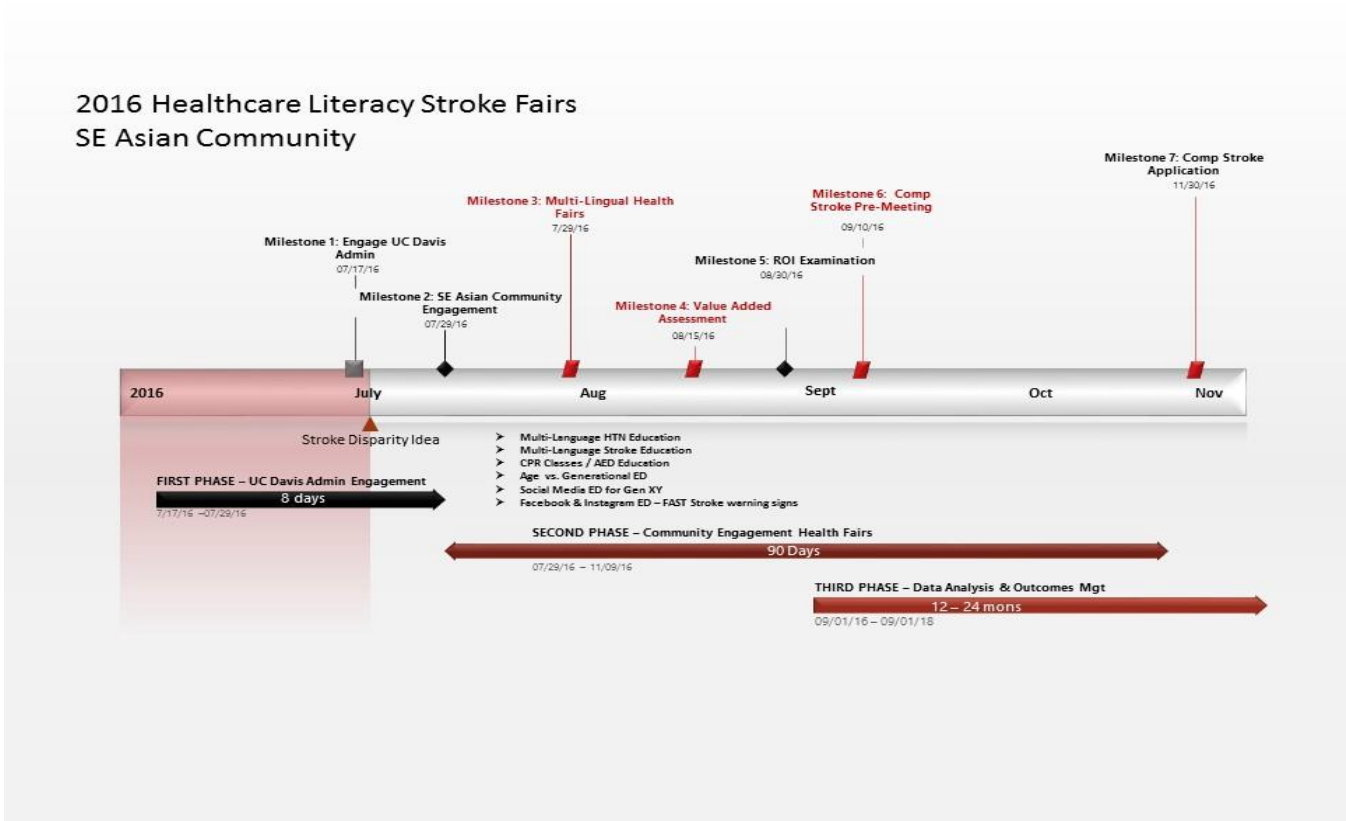 2016 Healthcare Literacy Stroke Fairs
SE Asian Community
Milestone 7: Comp Stroke
Application
11/30/16
Milestone 3: Multi-Lingual Health
Fairs
7/29/16
Milestone 6: Comp
Stroke Pre-Meeting
09/10/16
Milestone 1: Engage UC Davis
Admin
07/17/16
Milestone 5: ROI Examination
08/30/16
Milestone 2: SE Asian Community
Engagement
07/29/16
Milestone 4: Value Added
Assessment
08/15/16
2016
July
Aug
Sept
Oct
Nov
Stroke Disparity Idea
➤ Multi-Language HTN Education
➤ Multi-Language Stroke Education
➤ CPR Classes / AED Education
➤ Age vs. Generational ED
➤ Social Media ED for Gen XY
➤ Facebook & Instagram ED – FAST Stroke warning signs
FIRST PHASE – UC Davis Admin Engagement
8 days
7/17/16 –07/29/16
SECOND PHASE – Community Engagement Health Fairs
90 Days
07/29/16 – 11/09/16
THIRD PHASE – Data Analysis & Outcomes Mgt
12 – 24 mons
09/01/16 – 09/01/18